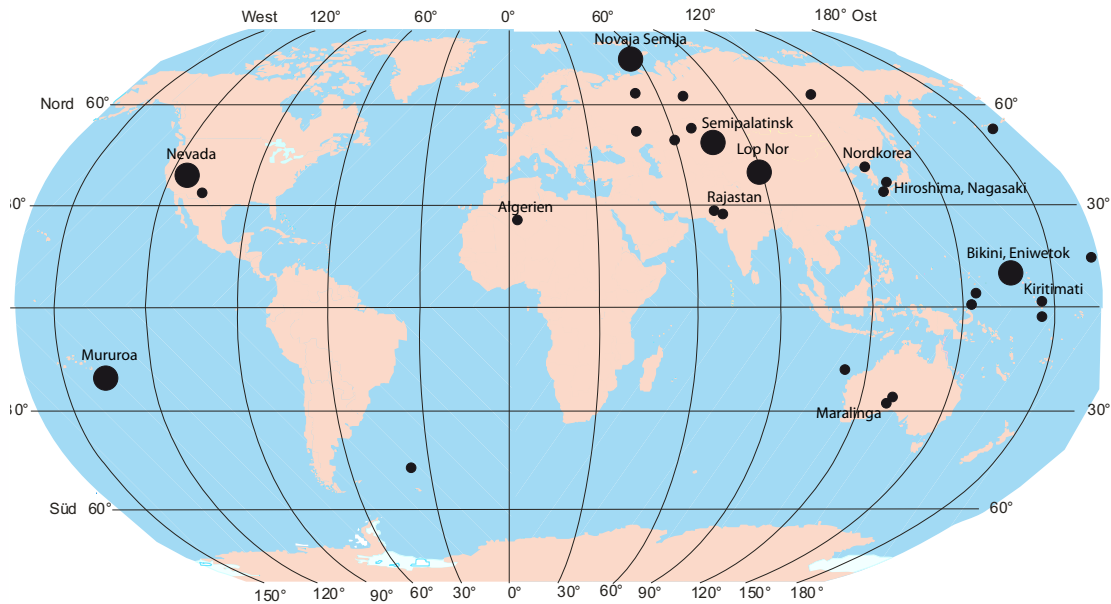 West 120° 60° 0° 60° 120° 180° Ost
Novaja Semlja
Nord 60° 60°
Semipalatinsk
Nevada Lop Nor Nordkorea
Hiroshima, Nagasaki
Algerien Rajastan
30° 30°
Bikini, Eniwetok
Kiritimati
Mururoa
30° Maralinga 30°
Süd 60° 60°
150° 120° 90° 60° 30° 0° 30° 60° 90° 120° 150° 180°